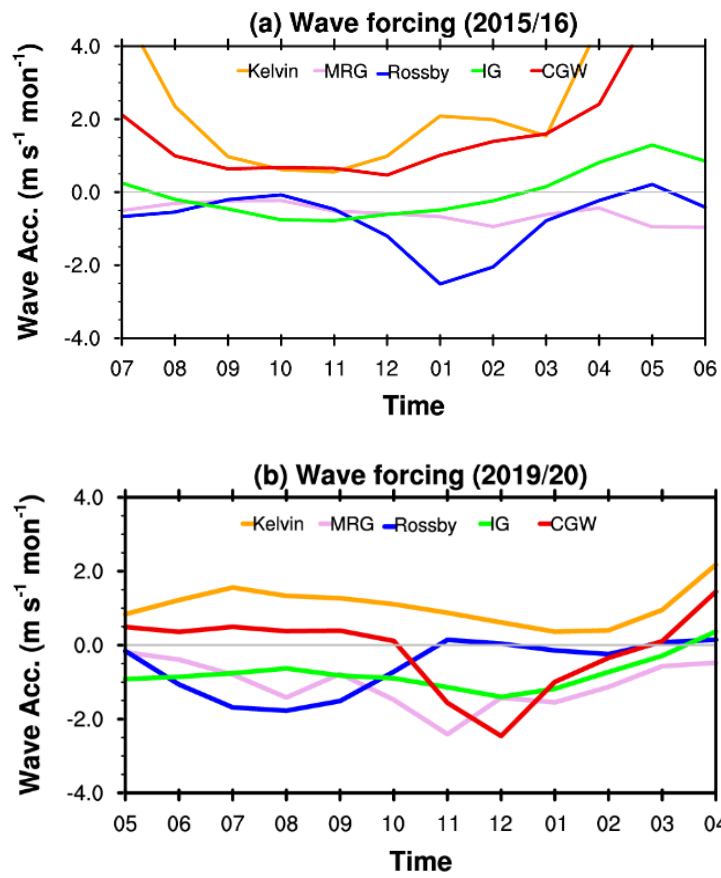 (a) Wave forcing (2015/16)
Wave Acc. (m s⁻¹ mon⁻¹)
4.0
2.0
0.0
-2.0
-4.0
Kelvin MRG Rossby IG CGW
07 08 09 10 11 12 01 02 03 04 05 06
Time
(b) Wave forcing (2019/20)
Wave Acc. (m s⁻¹ mon⁻¹)
4.0
2.0
0.0
-2.0
-4.0
Kelvin MRG Rossby IG CGW
05 06 07 08 09 10 11 12 01 02 03 04
Time